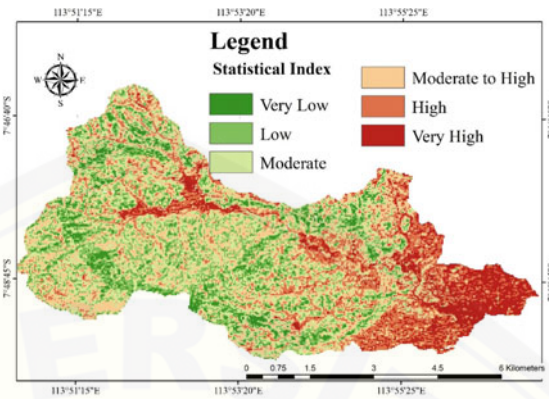 113°51'15"E 113°53'20"E 113°55'25"E
Legend
Statistical Index
N
W E
S
Very Low
Low
Moderate
Moderate to High
High
Very High
7°46'40"S
7°48'45"S
0 0.75 1.5 3 4.5 6 Kilometers
113°51'15"E 113°53'20"E 113°55'25"E